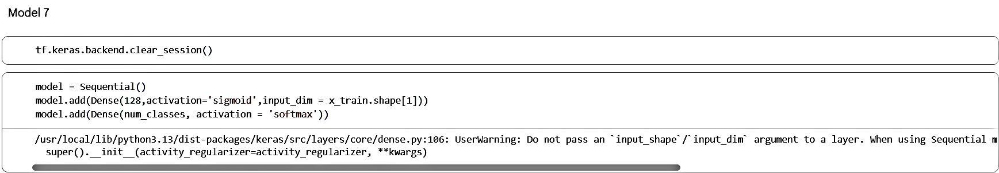 Model 7
tf.keras.backend.clear_session()
model = Sequential()
model.add(Dense(128,activation='sigmoid',input_dim = x_train.shape[1]))
model.add(Dense(num_classes, activation = 'softmax'))
/usr/local/lib/python3.13/dist-packages/keras/src/layers/core/dense.py:106: UserWarning: Do not pass an `input_shape`/`input_dim` argument to a layer. When using Sequential
super().__init__(activity_regularizer=activity_regularizer, **kwargs)